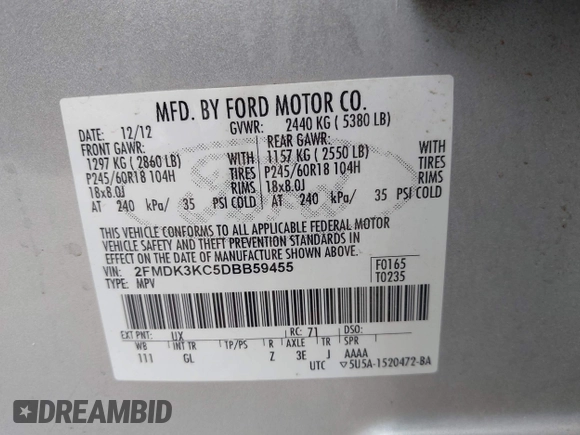 MFD. BY FORD MOTOR CO.
DATE: 12/12 GVWR: 2440 KG ( 5380 LB)
FRONT GAWR: REAR GAWR:
1297 KG ( 2860 LB) WITH 1157 KG ( 2550 LB) WITH
P245/60R18 104H TIRES P245/60R18 104H TIRES
18x8.0J RIMS 18x8.0J RIMS
AT 240 kPa/ 35 PSI COLD AT 240 kPa/ 35 PSI COLD
Ford
THIS VEHICLE CONFORMS TO ALL APPLICABLE FEDERAL MOTOR
VEHICLE SAFETY AND THEFT PREVENTION STANDARDS IN
EFFECT ON THE DATE OF MANUFACTURE SHOWN ABOVE.
VIN: 2FMDK3KC5DBB59455 F0165
TYPE: MPV T0235
EXT PNT: UX RC: 71 DSO:
WB INT TR TP/PS R AXLE TR SPR
111 GL Z 3E J AAAA
UTC ▽5U5A-1520472-BA
DREAMBID